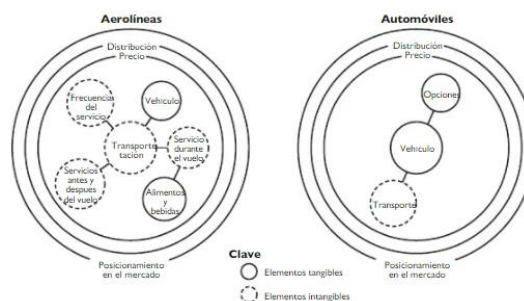 Aerolíneas
Distribución
Precio
Frecuencia
del
servicio
Vehículo
Transporte
tación
Servicio
durante
el vuelo
Servicios
antes y
despues
del vuelo
Alimentos
y
bebidas
Posicionamiento
en el mercado
Automóviles
Distribución
Precio
Opciones
Vehículo
Transporte
Posicionamiento
en el mercado
Clave
Elementos tangibles
Elementos intangibles